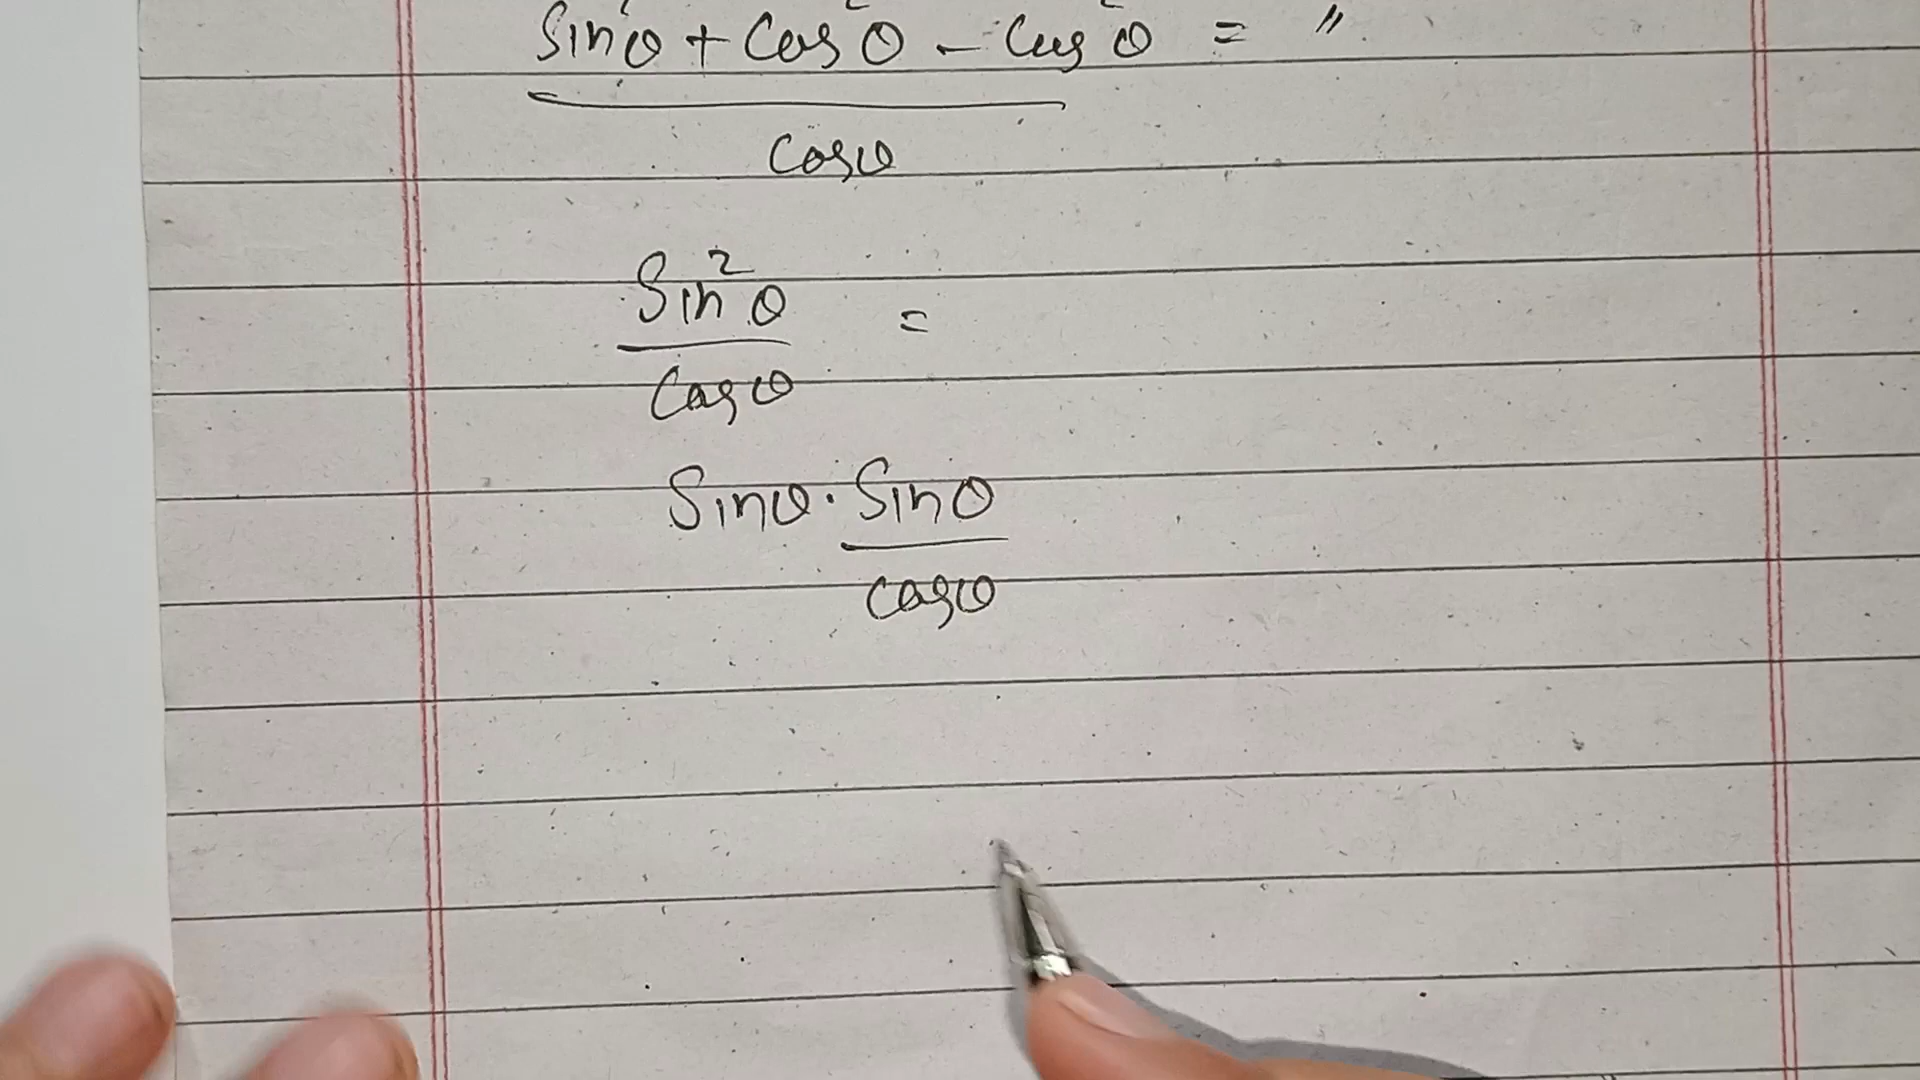 Sin²θ + Cos²θ - Cos²θ = "
Cosθ
Sin²θ =
Cosθ
Sinθ · Sinθ
Cosθ